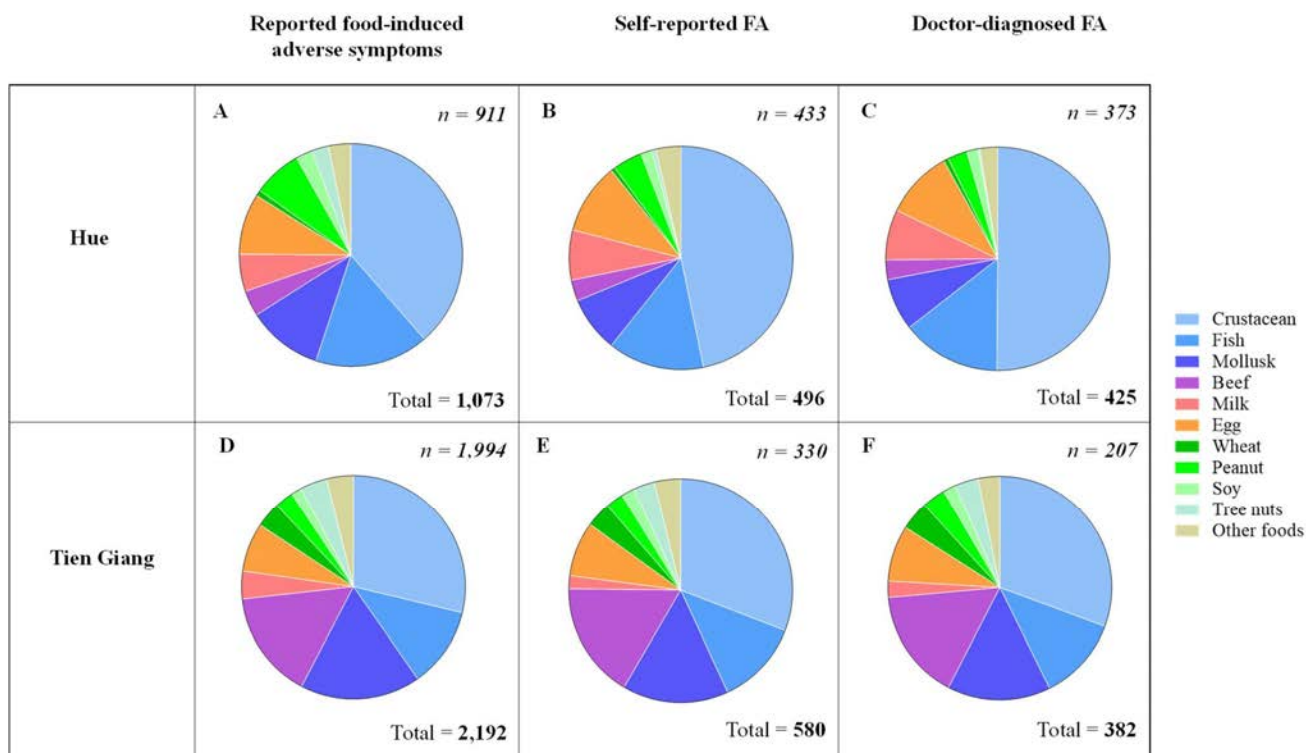 Reported food-induced
adverse symptoms
Self-reported FA
Doctor-diagnosed FA
Hue
A
n = 911
Total = 1,073
B
n = 433
Total = 496
C
n = 373
Total = 425
Tien Giang
D
n = 1.994
Total = 2,192
E
n = 330
Total = 580
F
n = 207
Total = 382
Crustacean
Fish
Mollusk
Beef
Milk
Egg
Wheat
Peanut
Soy
Tree nuts
Other foods